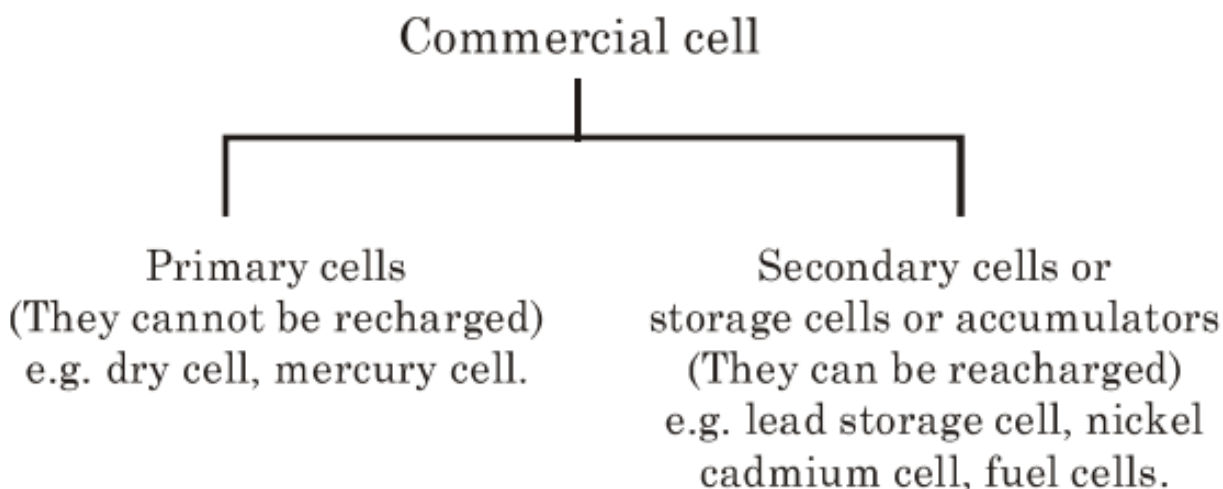 Commercial cell
Primary cells
(They cannot be recharged)
e.g. dry cell, mercury cell.
Secondary cells or
storage cells or accumulators
(They can be reacharged)
e.g. lead storage cell, nickel
cadmium cell, fuel cells.